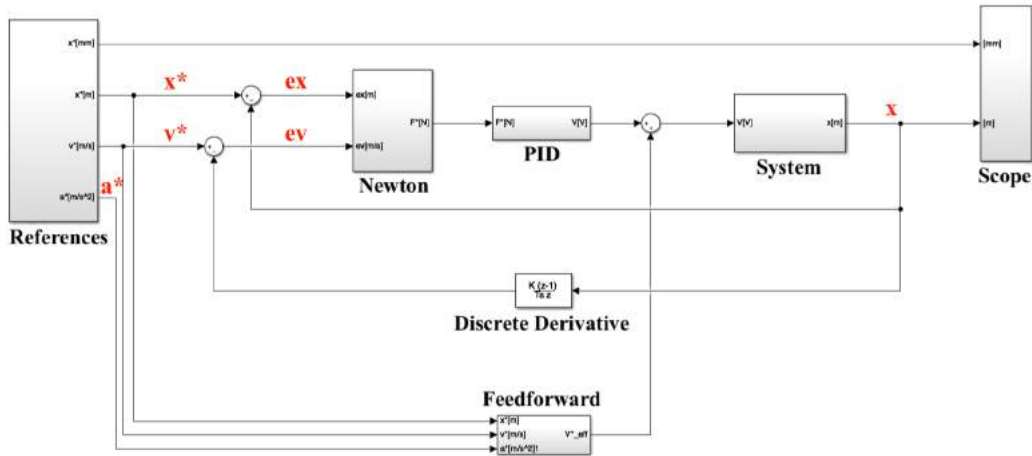 x*[mm]
[mm]
x*[m]
x*
ex
ex[m]
F*[N]
F*[N]
V[V]
V[V]
x[m]
x
[m]
v*[m/s]
v*
ev
ev[m/s]
Newton
PID
System
Scope
a*
a*[m/s^2]
References
K (z-1)
Ts z
Discrete Derivative
Feedforward
x*[m]
v*[m/s]
V*_eff
a*[m/s^2]1